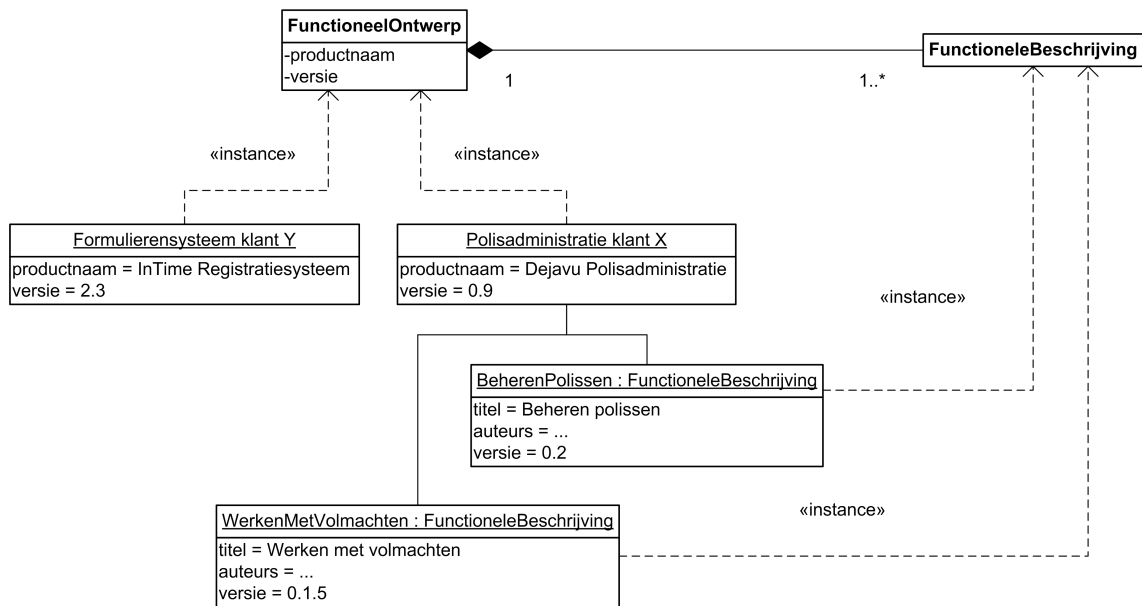 FunctioneelOntwerp
-productnaam
-versie
FunctioneleBeschrijving
1
1..*
«instance»
«instance»
Formulierensysteem klant Y
productnaam = InTime Registratiesysteem
versie = 2.3
Polisadministratie klant X
productnaam = Dejavu Polisadministratie
versie = 0.9
«instance»
BeherenPolissen : FunctioneleBeschrijving
titel = Beheren polissen
auteurs = ...
versie = 0.2
WerkenMetVolmachten : FunctioneleBeschrijving
titel = Werken met volmachten
auteurs = ...
versie = 0.1.5
«instance»